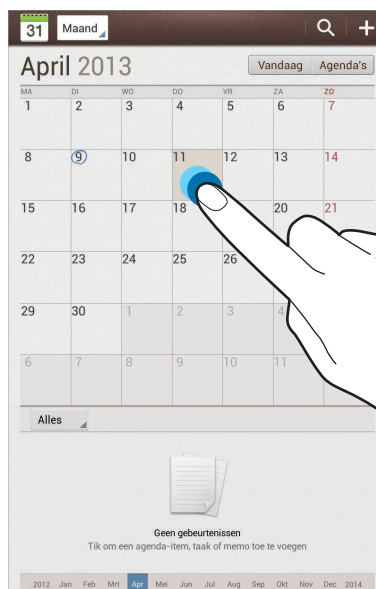 31 Maand
April 2013 Vandaag Agenda's
MA DI WO DO VR ZA ZO
1 2 3 4 5 6 7
8 9 10 11 12 13 14
15 16 17 18 20 21
22 23 24 25 26
29 30 1 2 3 4
6 7 8 9 10 11
Alles
Geen gebeurtenissen
Tik om een agenda-item, taak of memo toe te voegen
2012 Jan Feb Mrt Apr Mei Jun Jul Aug Sep Okt Nov Dec 2014